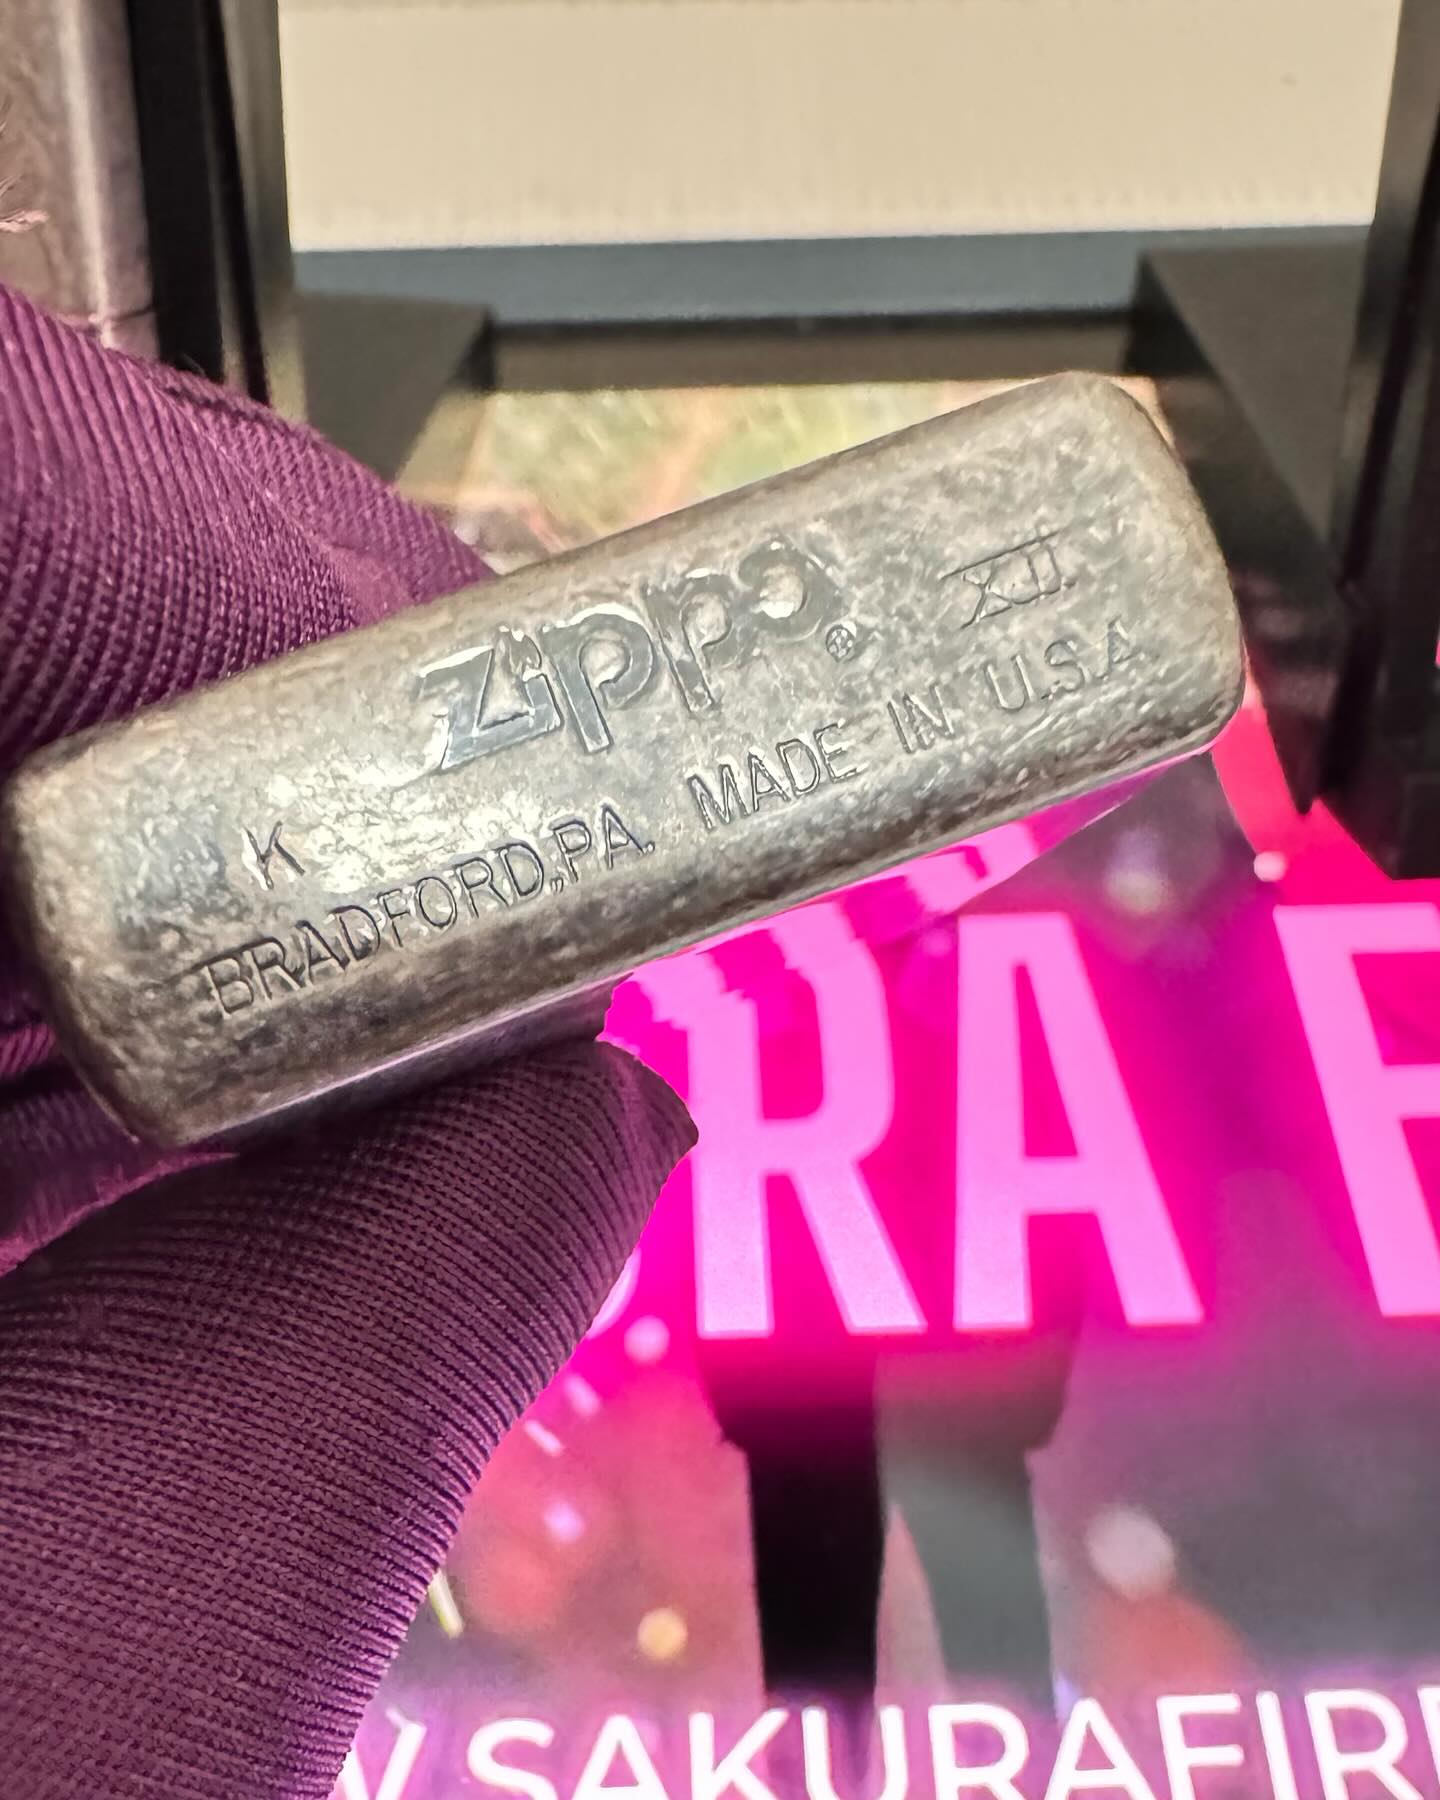 Zippo® XII
K
BRADFORD,PA. MADE IN U.S.A
RA F
SAKURAFIR